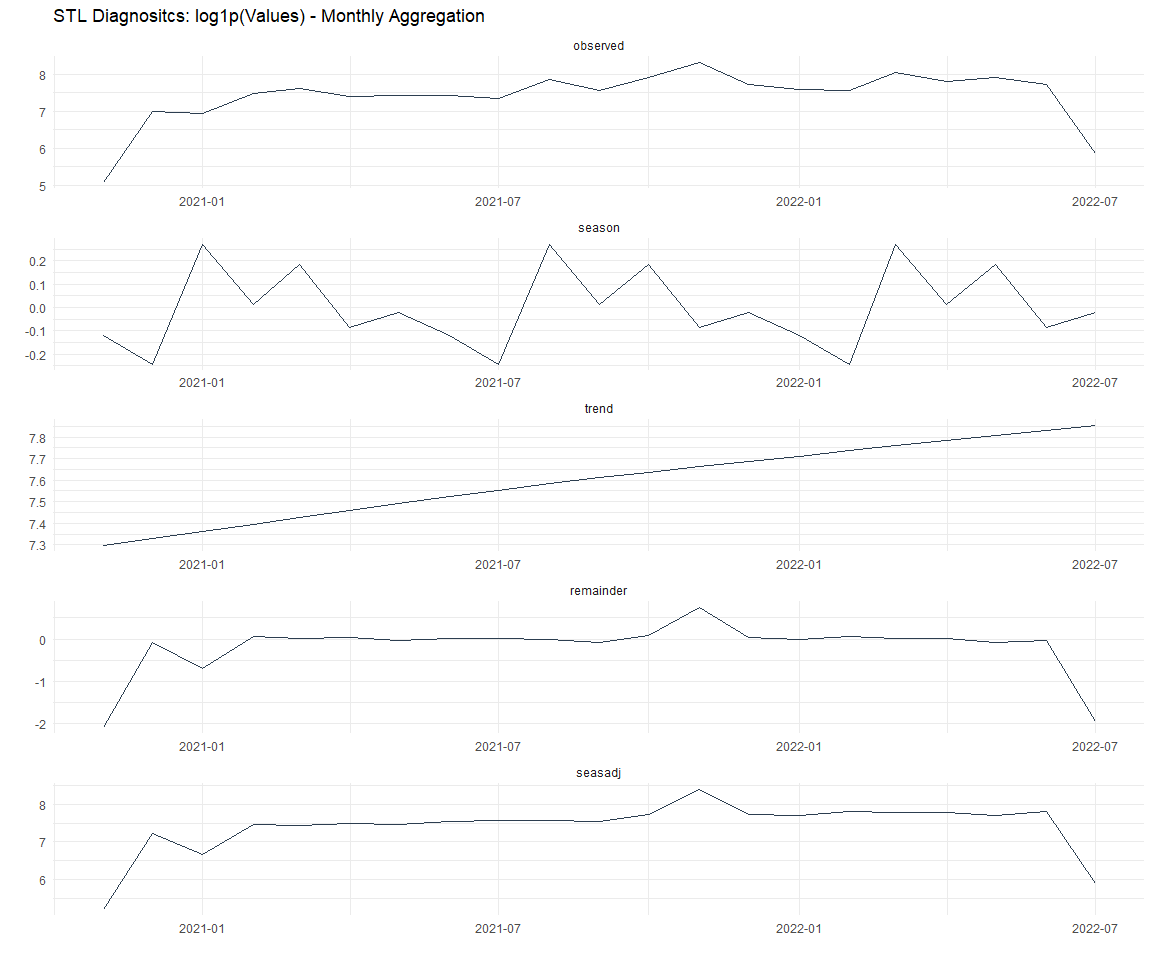 STL Diagnositcs: log1p(Values) - Monthly Aggregation
observed
8
7
6
5
2021-01 2021-07 2022-01 2022-07
season
0.2
0.1
0.0
-0.1
-0.2
2021-01 2021-07 2022-01 2022-07
trend
7.8
7.7
7.6
7.5
7.4
7.3
2021-01 2021-07 2022-01 2022-07
remainder
0
-1
-2
2021-01 2021-07 2022-01 2022-07
seasadj
8
7
6
2021-01 2021-07 2022-01 2022-07